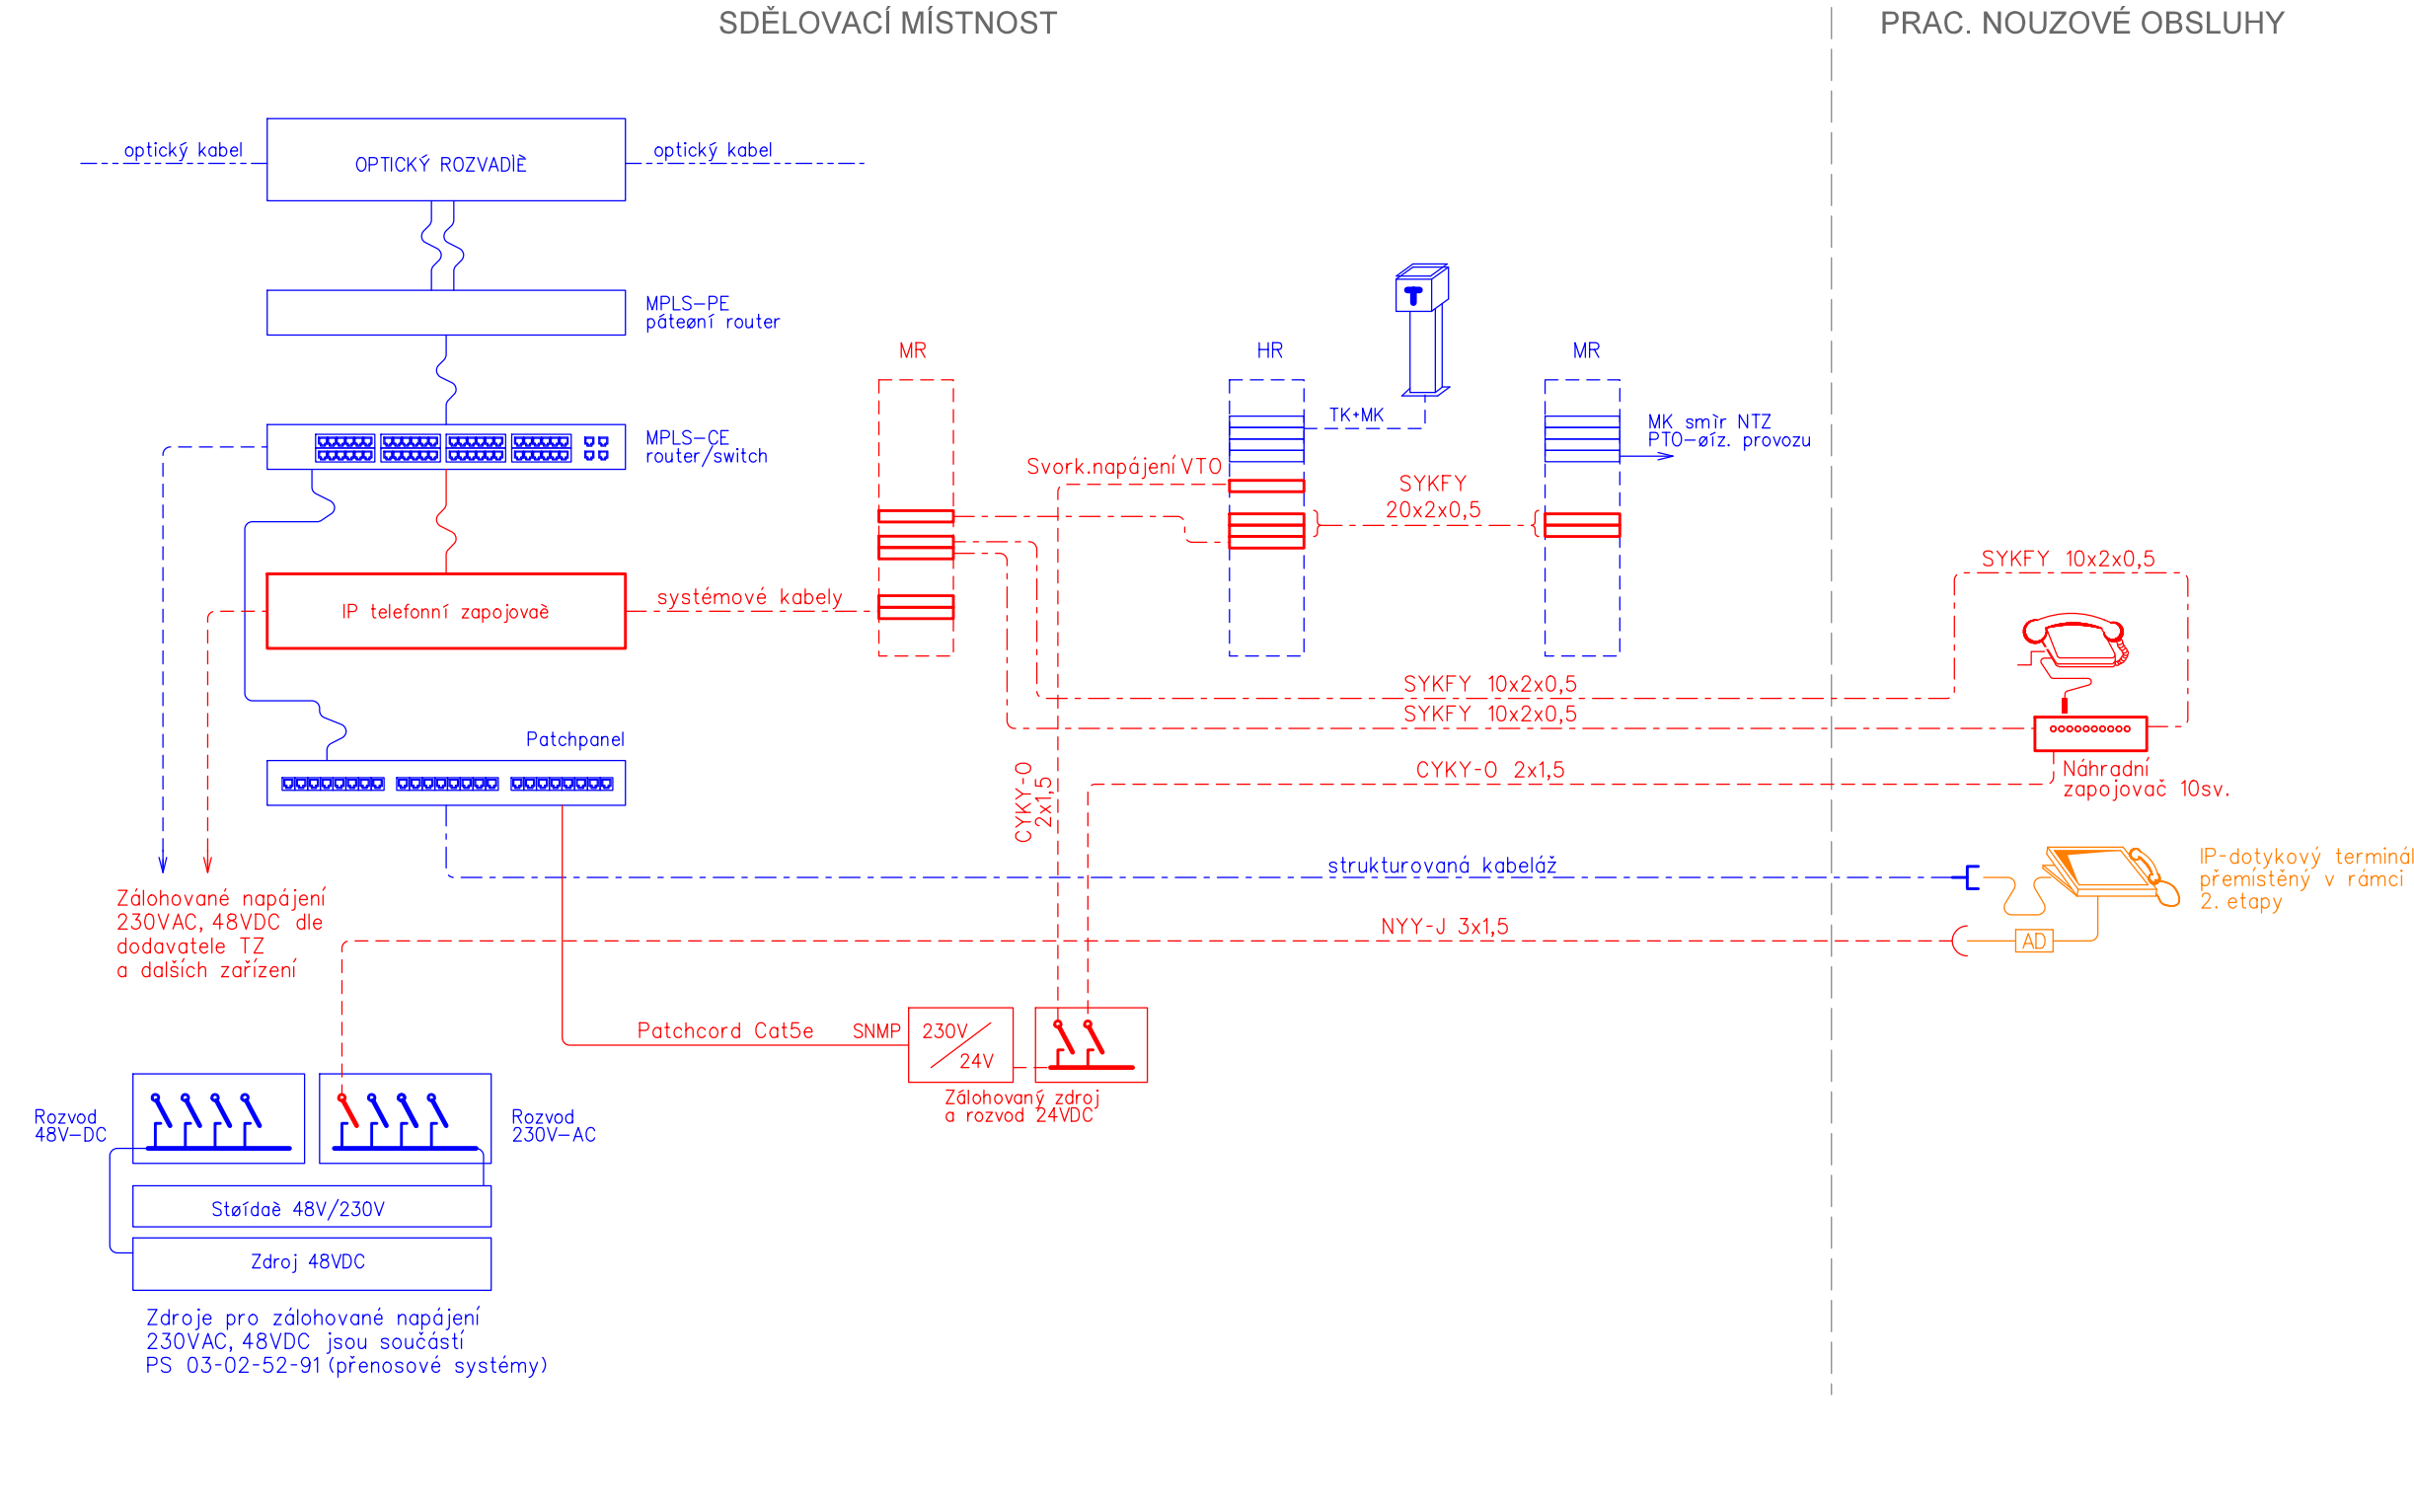 SDĚLOVACÍ MÍSTNOST
PRAC. NOUZOVÉ OBSLUHY
optický kabel
OPTICKÝ ROZVADÌÈ
optický kabel
MPLS-PE
páteøní router
MPLS-CE
router/switch
IP telefonní zapojovaè
systémové kabely
Patchpanel
MR
HR
MR
TK+MK
MK smìr NTZ
PTO-øíz. provozu
Svork.napájení VTO
SYKFY
20x2x0,5
SYKFY 10x2x0,5
SYKFY 10x2x0,5
SYKFY 10x2x0,5
CYKY-O 2x1,5
CYKY-O
2x1,5
Náhradní
zapojovač 10sv.
strukturovaná kabeláž
IP-dotykový terminál
přemístěný v rámci
2. etapy
NYY-J 3x1,5
AD
Zálohované napájení
230VAC, 48VDC dle
dodavatele TZ
a dalších zařízení
Patchcord Cat5e
SNMP
230V
24V
Zálohovaný zdroj
a rozvod 24VDC
Rozvod
48V-DC
Rozvod
230V-AC
Støídaè 48V/230V
Zdroj 48VDC
Zdroje pro zálohované napájení
230VAC, 48VDC jsou součástí
PS 03-02-52-91 (přenosové systémy)